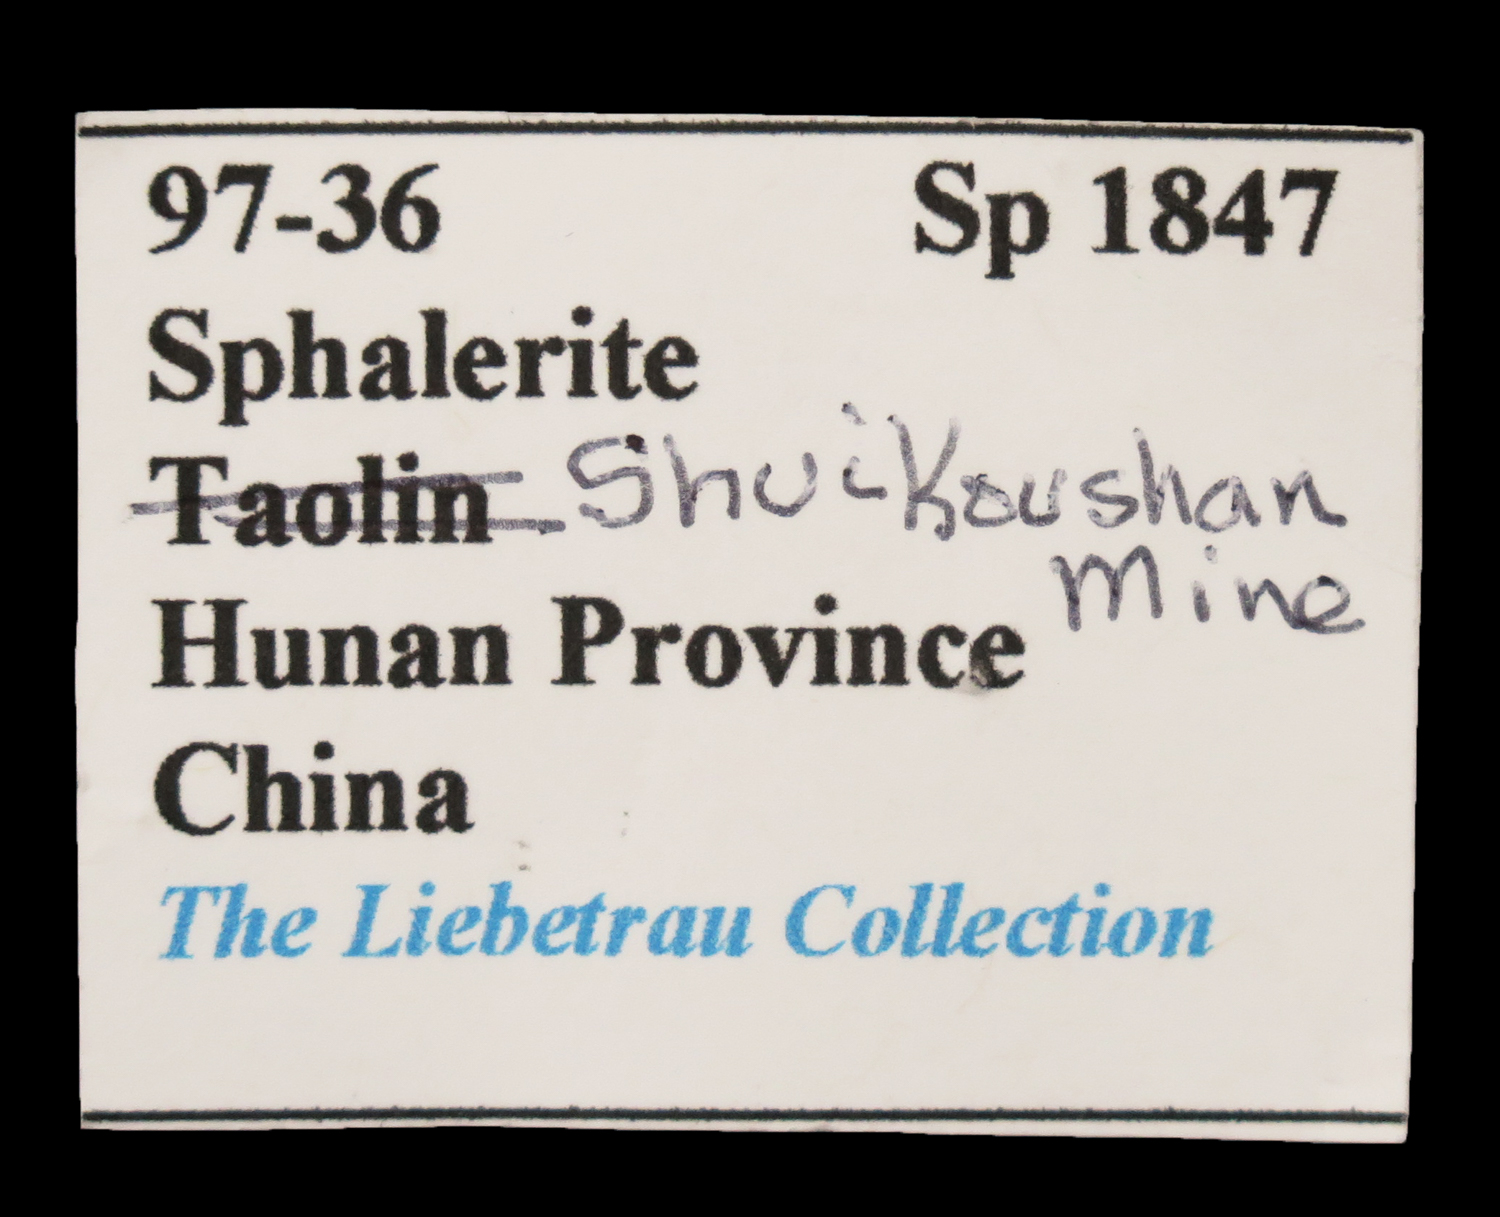 97-36 Sp 1847
Sphalerite
Taolin Shuikoushan
Mine
Hunan Province
China
The Liebetrau Collection